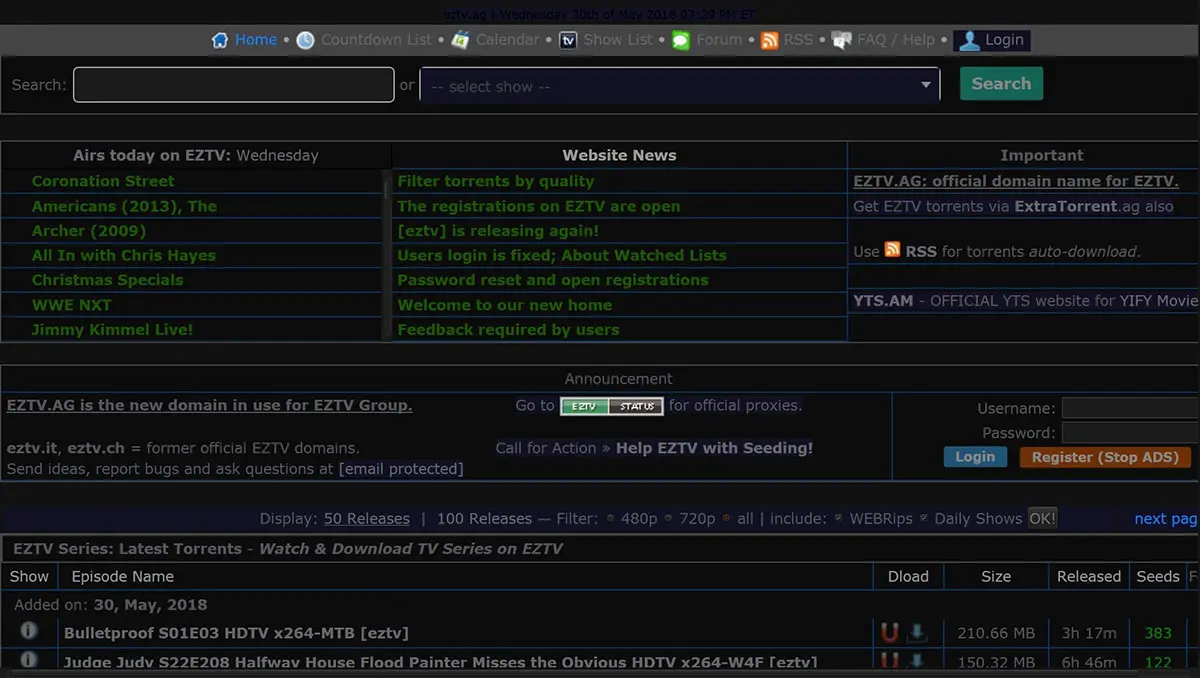 eztv.ag | Wednesday 30th of May 2018 07:39 PM ET
Home • Countdown List • Calendar • tv Show List • Forum • RSS • FAQ / Help • Login
Search: or -- select show -- Search
Airs today on EZTV: Wednesday Website News Important
Coronation Street Filter torrents by quality EZTV.AG: official domain name for EZTV.
Americans (2013), The The registrations on EZTV are open Get EZTV torrents via ExtraTorrent.ag also
Archer (2009) [eztv] is releasing again!
All In with Chris Hayes Users login is fixed; About Watched Lists Use RSS for torrents auto-download.
Christmas Specials Password reset and open registrations
WWE NXT Welcome to our new home YTS.AM - OFFICIAL YTS website for YIFY Movie
Jimmy Kimmel Live! Feedback required by users
Announcement
EZTV.AG is the new domain in use for EZTV Group. Go to EZTV STATUS for official proxies. Username:
Password:
eztv.it, eztv.ch = former official EZTV domains. Call for Action » Help EZTV with Seeding! Login Register (Stop ADS)
Send ideas, report bugs and ask questions at [email protected]
Display: 50 Releases | 100 Releases — Filter: 480p 720p all | include: WEBRips Daily Shows OK! next pag
EZTV Series: Latest Torrents - Watch & Download TV Series on EZTV
Show Episode Name Dload Size Released Seeds F
Added on: 30, May, 2018
Bulletproof S01E03 HDTV x264-MTB [eztv] 210.66 MB 3h 17m 383
Judge Judy S22E208 Halfway House Flood Painter Misses the Obvious HDTV x264-W4F [eztv] 150.32 MB 6h 46m 122